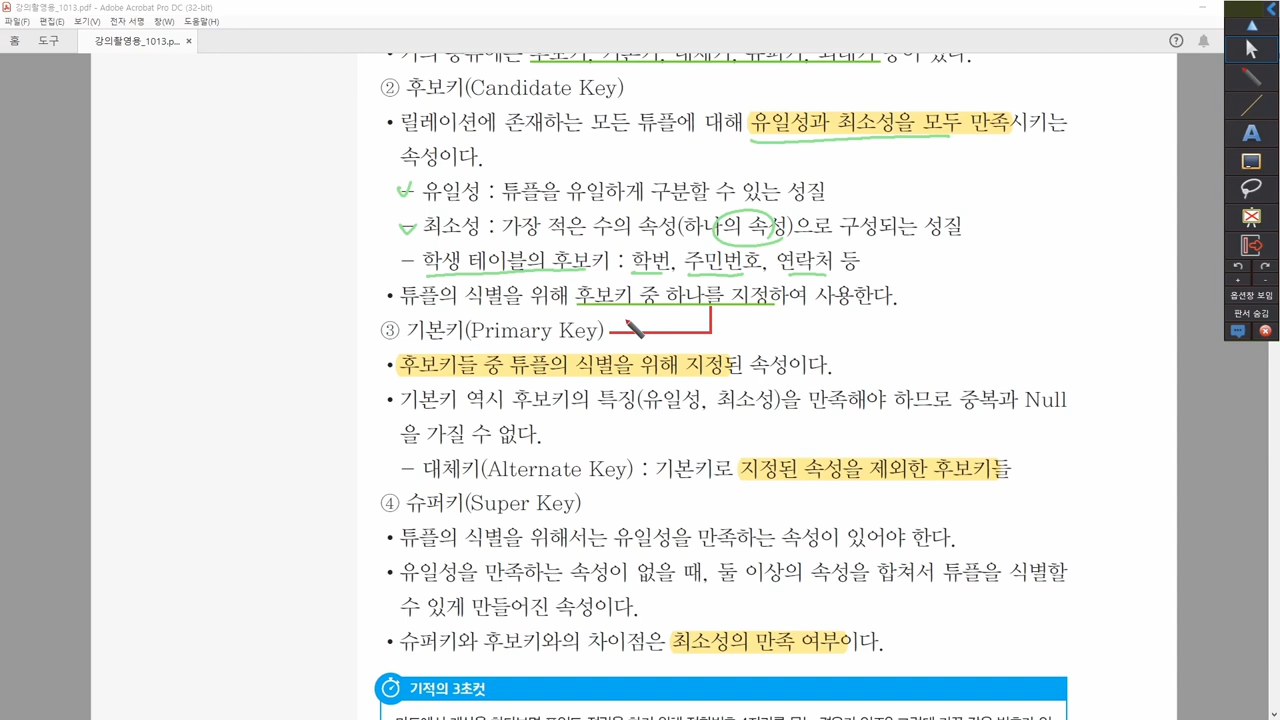 강의촬영용_1013.pdf - Adobe Acrobat Pro DC (32-bit)
파일(F) 편집(E) 보기(V) 전자 서명 창(W) 도움말(H)
홈 도구 강의촬영용_1013.p... ×
② 후보키(Candidate Key)
• 릴레이션에 존재하는 모든 튜플에 대해 유일성과 최소성을 모두 만족시키는
속성이다.
- 유일성 : 튜플을 유일하게 구분할 수 있는 성질
- 최소성 : 가장 적은 수의 속성(하나의 속성)으로 구성되는 성질
- 학생 테이블의 후보키 : 학번, 주민번호, 연락처 등
• 튜플의 식별을 위해 후보키 중 하나를 지정하여 사용한다.
③ 기본키(Primary Key)
• 후보키들 중 튜플의 식별을 위해 지정된 속성이다.
• 기본키 역시 후보키의 특징(유일성, 최소성)을 만족해야 하므로 중복과 Null
을 가질 수 없다.
- 대체키(Alternate Key) : 기본키로 지정된 속성을 제외한 후보키들
④ 슈퍼키(Super Key)
• 튜플의 식별을 위해서는 유일성을 만족하는 속성이 있어야 한다.
• 유일성을 만족하는 속성이 없을 때, 둘 이상의 속성을 합쳐서 튜플을 식별할
수 있게 만들어진 속성이다.
• 슈퍼키와 후보키와의 차이점은 최소성의 만족 여부이다.
기적의 3초컷
옵션창 보임
판서 숨김